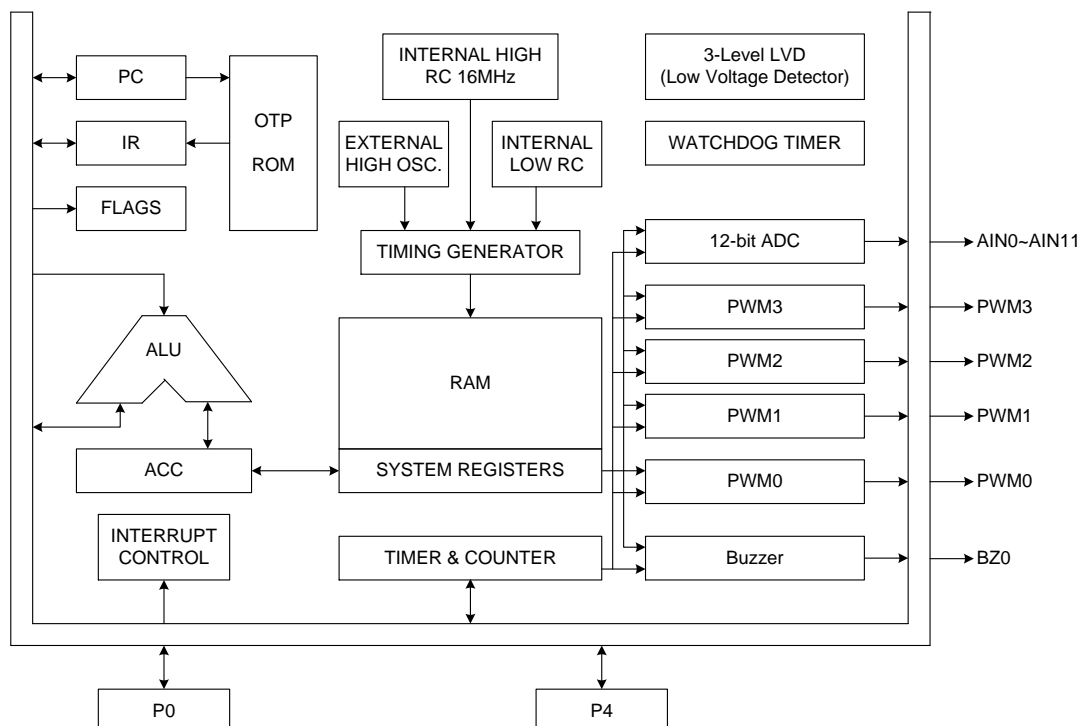 PC
IR
FLAGS
OTP
ROM
INTERNAL HIGH
RC 16MHz
EXTERNAL
HIGH OSC.
INTERNAL
LOW RC
TIMING GENERATOR
3-Level LVD
(Low Voltage Detector)
WATCHDOG TIMER
ALU
ACC
INTERRUPT
CONTROL
RAM
SYSTEM REGISTERS
TIMER & COUNTER
12-bit ADC
PWM3
PWM2
PWM1
PWM0
Buzzer
AIN0~AIN11
PWM3
PWM2
PWM1
PWM0
BZ0
P0
P4